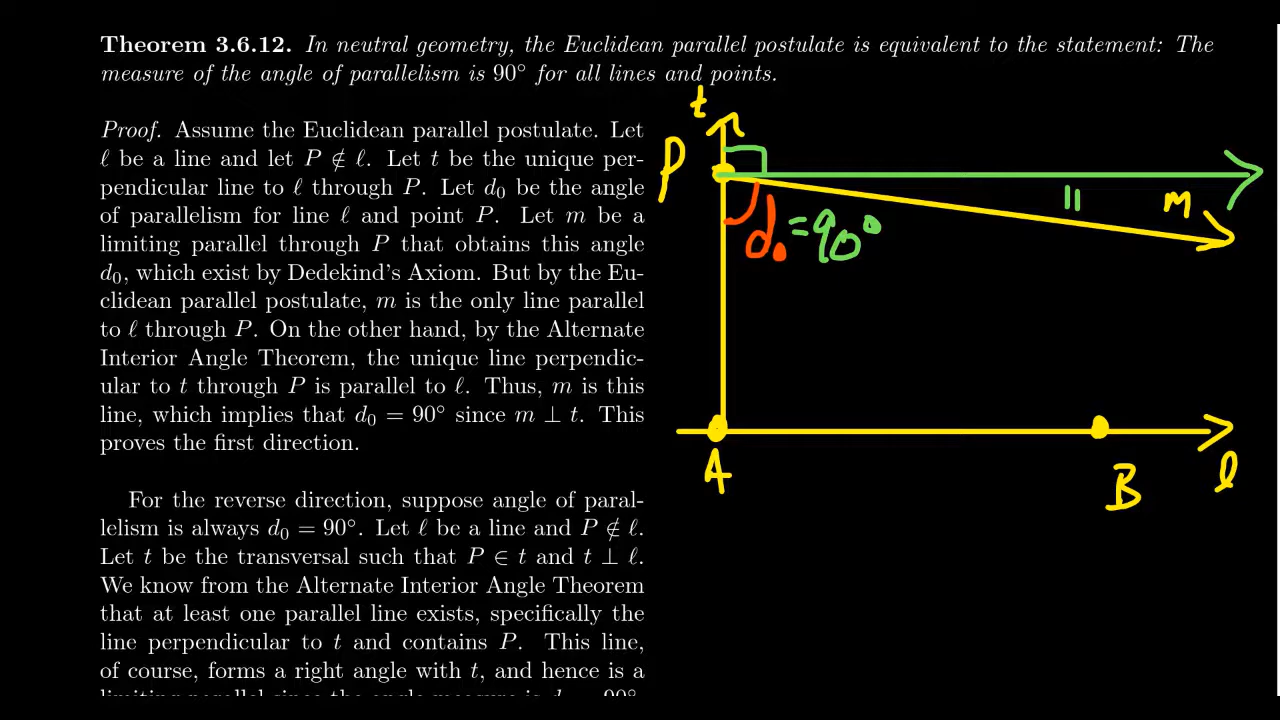 Theorem 3.6.12. In neutral geometry, the Euclidean parallel postulate is equivalent to the statement: The
measure of the angle of parallelism is 90° for all lines and points.
Proof. Assume the Euclidean parallel postulate. Let
ℓ be a line and let P ∉ ℓ. Let t be the unique per-
pendicular line to ℓ through P. Let d₀ be the angle
of parallelism for line ℓ and point P. Let m be a
limiting parallel through P that obtains this angle
d₀, which exist by Dedekind's Axiom. But by the Eu-
clidean parallel postulate, m is the only line parallel
to ℓ through P. On the other hand, by the Alternate
Interior Angle Theorem, the unique line perpendic-
ular to t through P is parallel to ℓ. Thus, m is this
line, which implies that d₀ = 90° since m ⊥ t. This
proves the first direction.
For the reverse direction, suppose angle of paral-
lelism is always d₀ = 90°. Let ℓ be a line and P ∉ ℓ.
Let t be the transversal such that P ∈ t and t ⊥ ℓ.
We know from the Alternate Interior Angle Theorem
that at least one parallel line exists, specifically the
line perpendicular to t and contains P. This line,
of course, forms a right angle with t, and hence is a
limiting parallel since the angle measure is d₀ = 90°
t
P
m
d₀ = 90°
A
B
ℓ